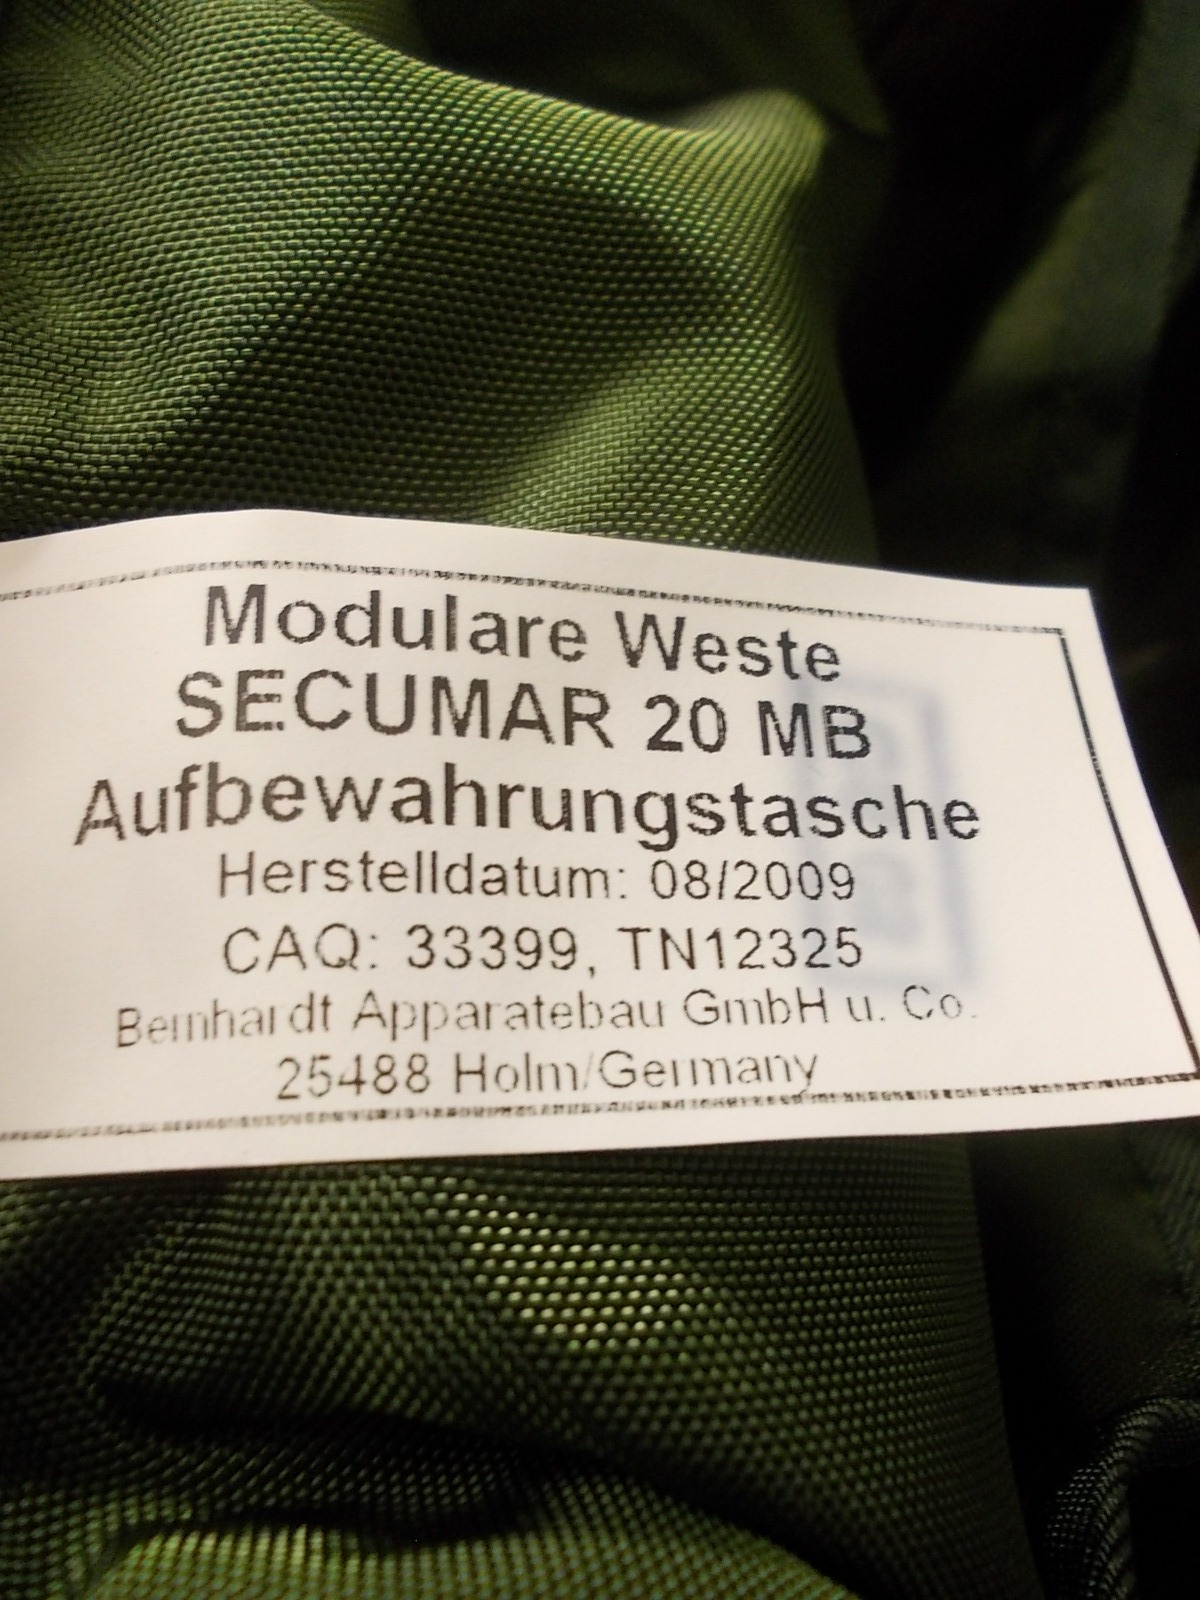 Modulare Weste
SECUMAR 20 MB
Aufbewahrungstasche
Herstelldatum: 08/2009
CAQ: 33399, TN12325
Bernhardt Apparatebau GmbH u. Co.
25488 Holm/Germany